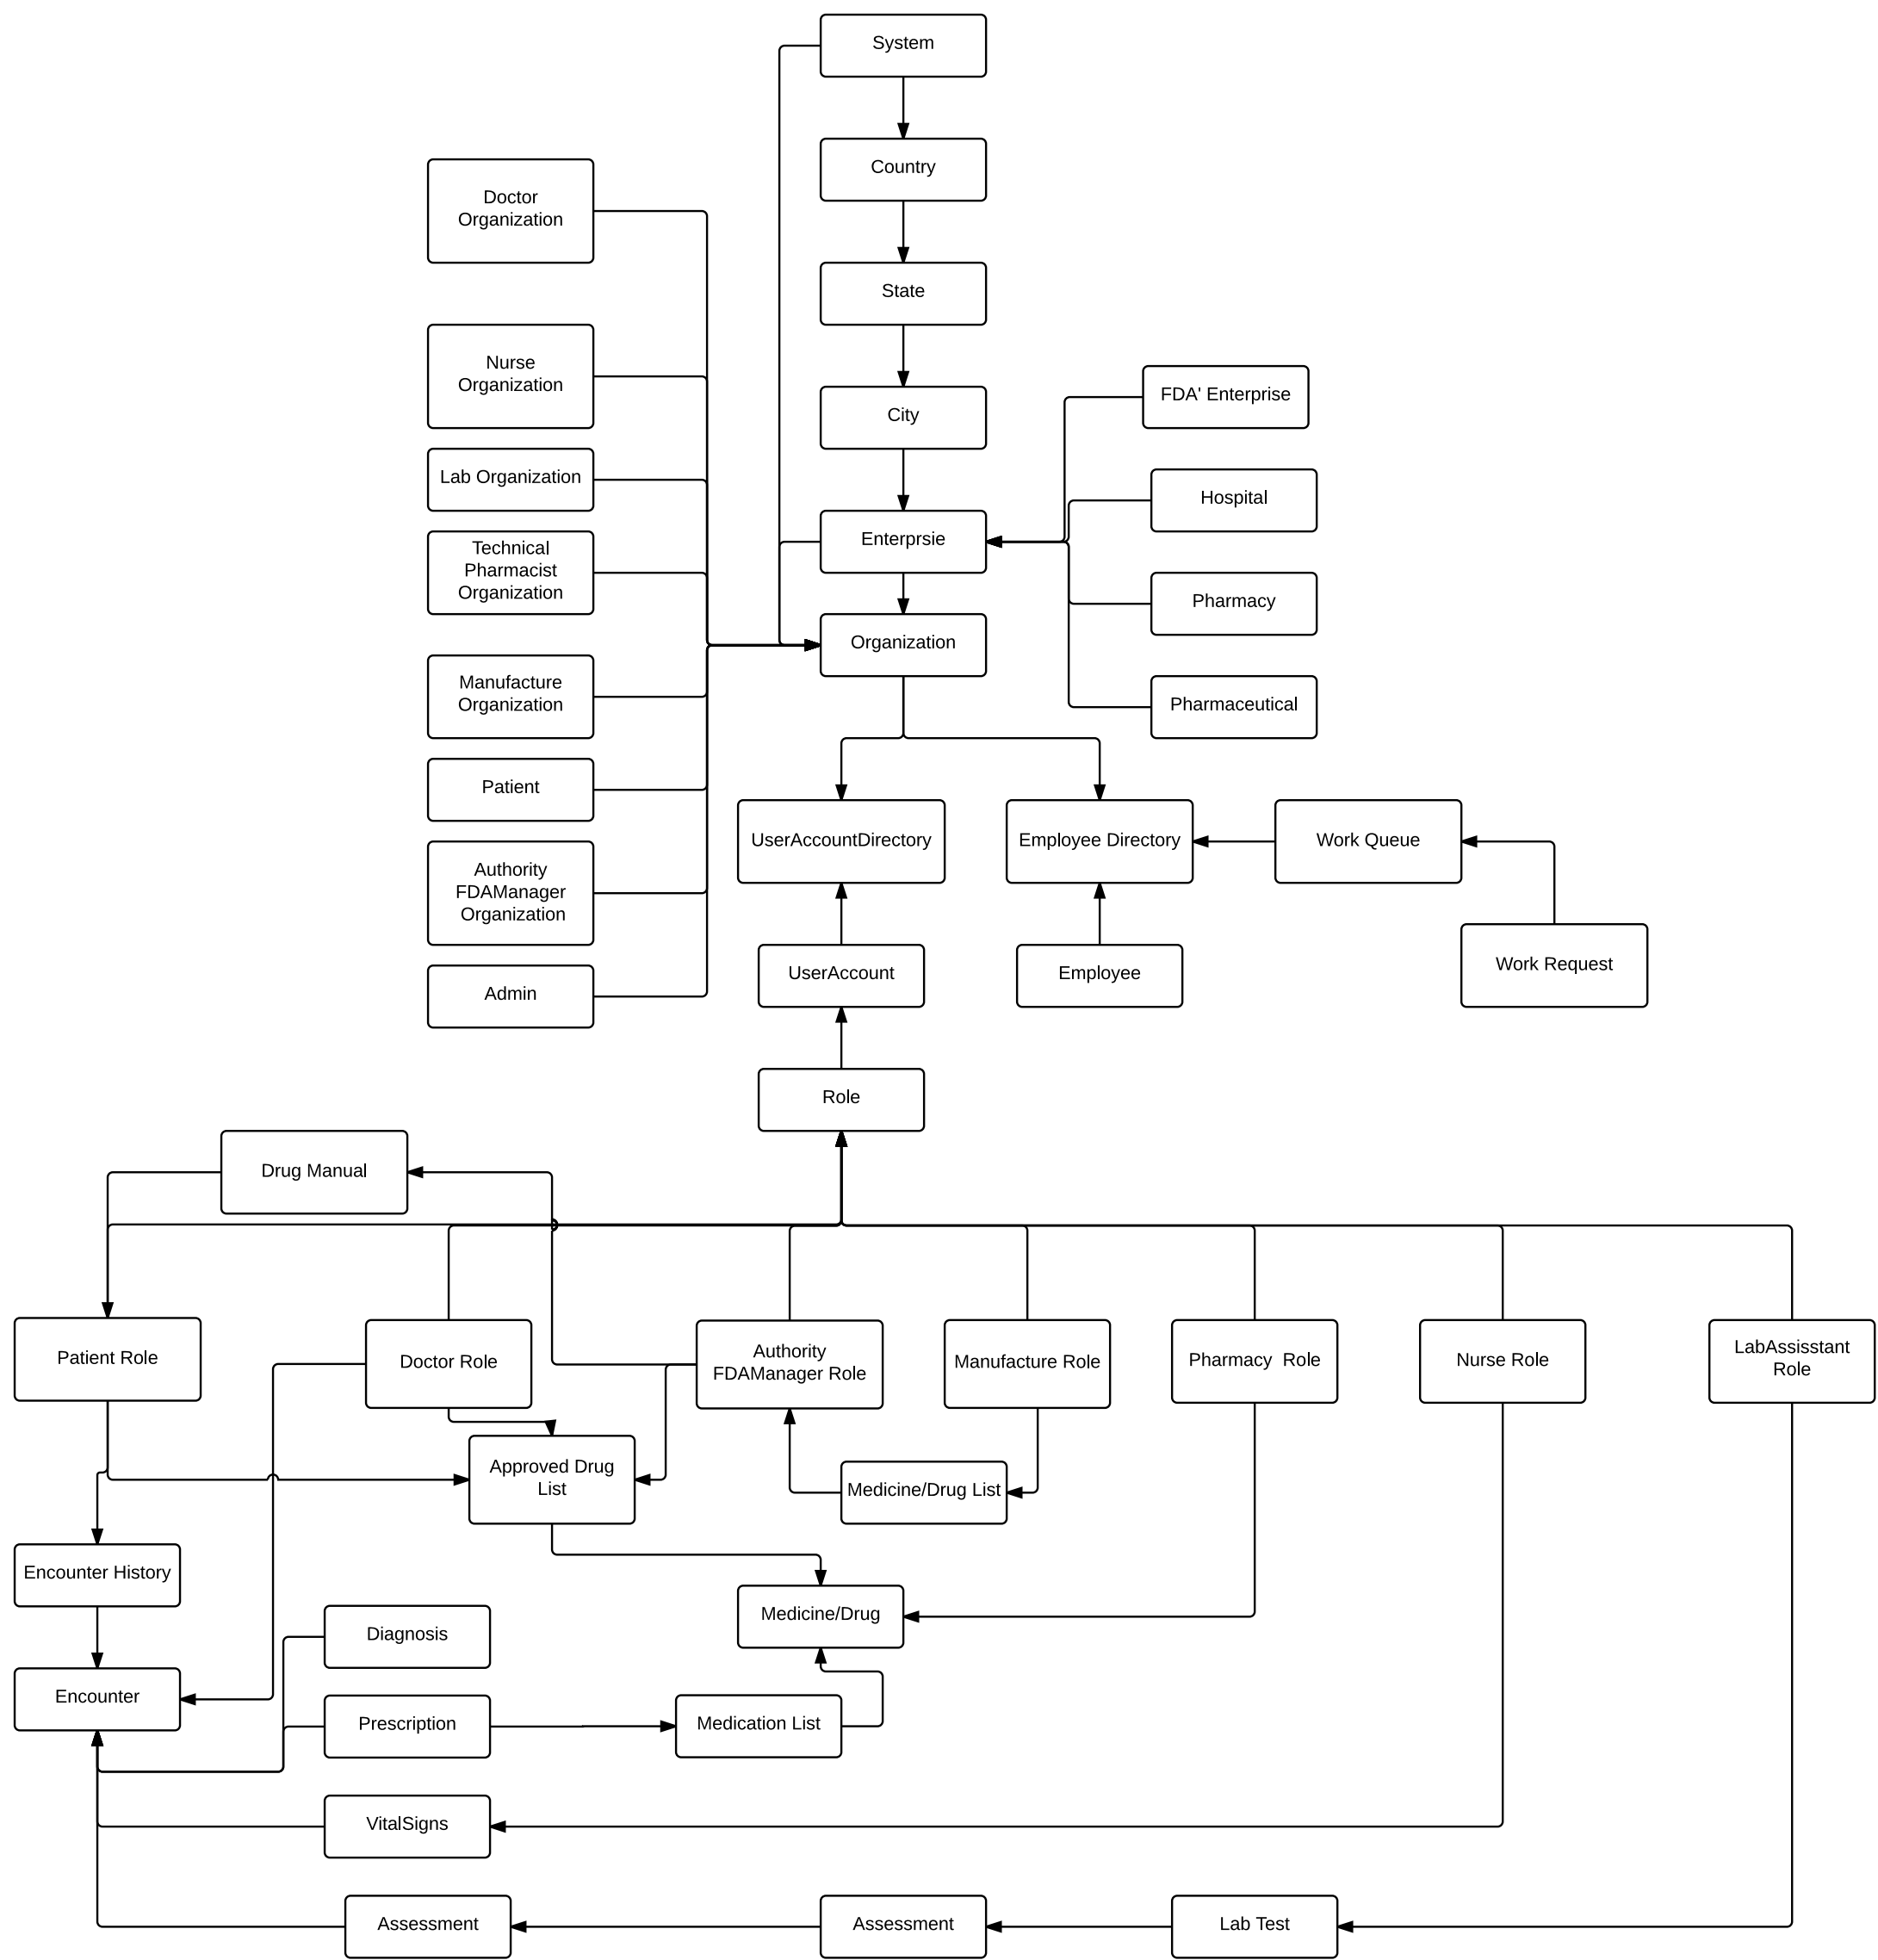 System
Country
Doctor
Organization
State
Nurse
Organization
City
FDA' Enterprise
Lab Organization
Hospital
Enterprsie
Technical
Pharmacist
Organization
Pharmacy
Organization
Manufacture
Organization
Pharmaceutical
Patient
UserAccountDirectory
Employee Directory
Work Queue
Authority
FDAManager
Organization
Work Request
UserAccount
Employee
Admin
Role
Drug Manual
Patient Role
Doctor Role
Authority
FDAManager Role
Manufacture Role
Pharmacy  Role
Nurse Role
LabAssisstant
Role
Approved Drug
List
Medicine/Drug List
Encounter History
Medicine/Drug
Diagnosis
Encounter
Prescription
Medication List
VitalSigns
Assessment
Assessment
Lab Test